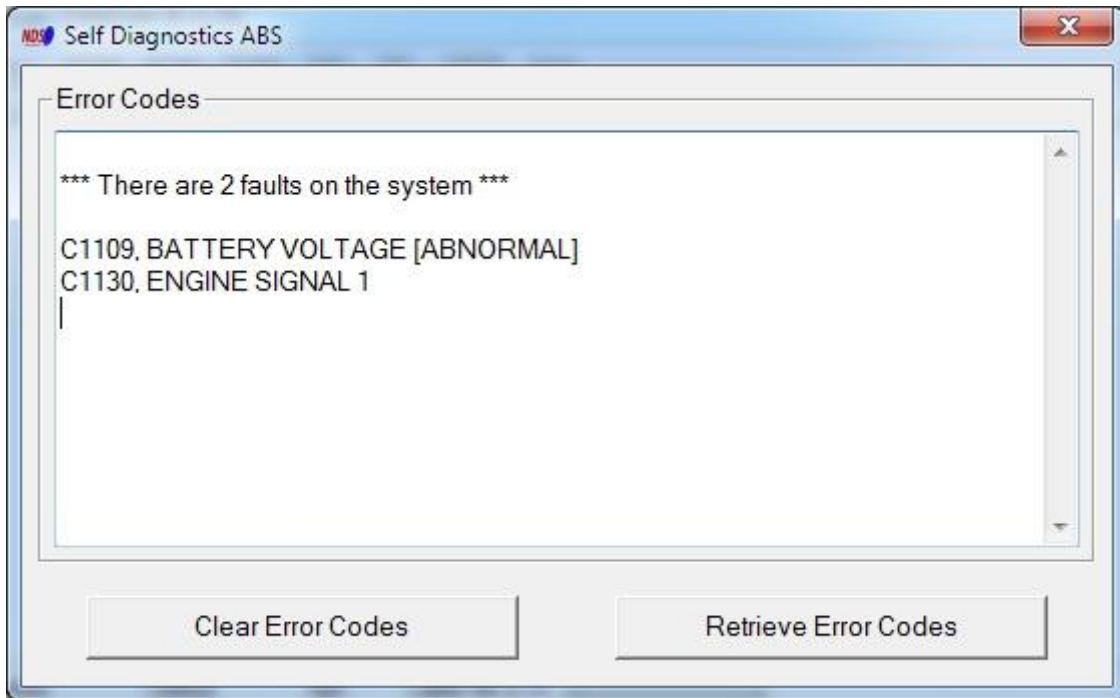 NDS
Self Diagnostics ABS
Error Codes
*** There are 2 faults on the system ***
C1109, BATTERY VOLTAGE [ABNORMAL]
C1130, ENGINE SIGNAL 1
Clear Error Codes
Retrieve Error Codes